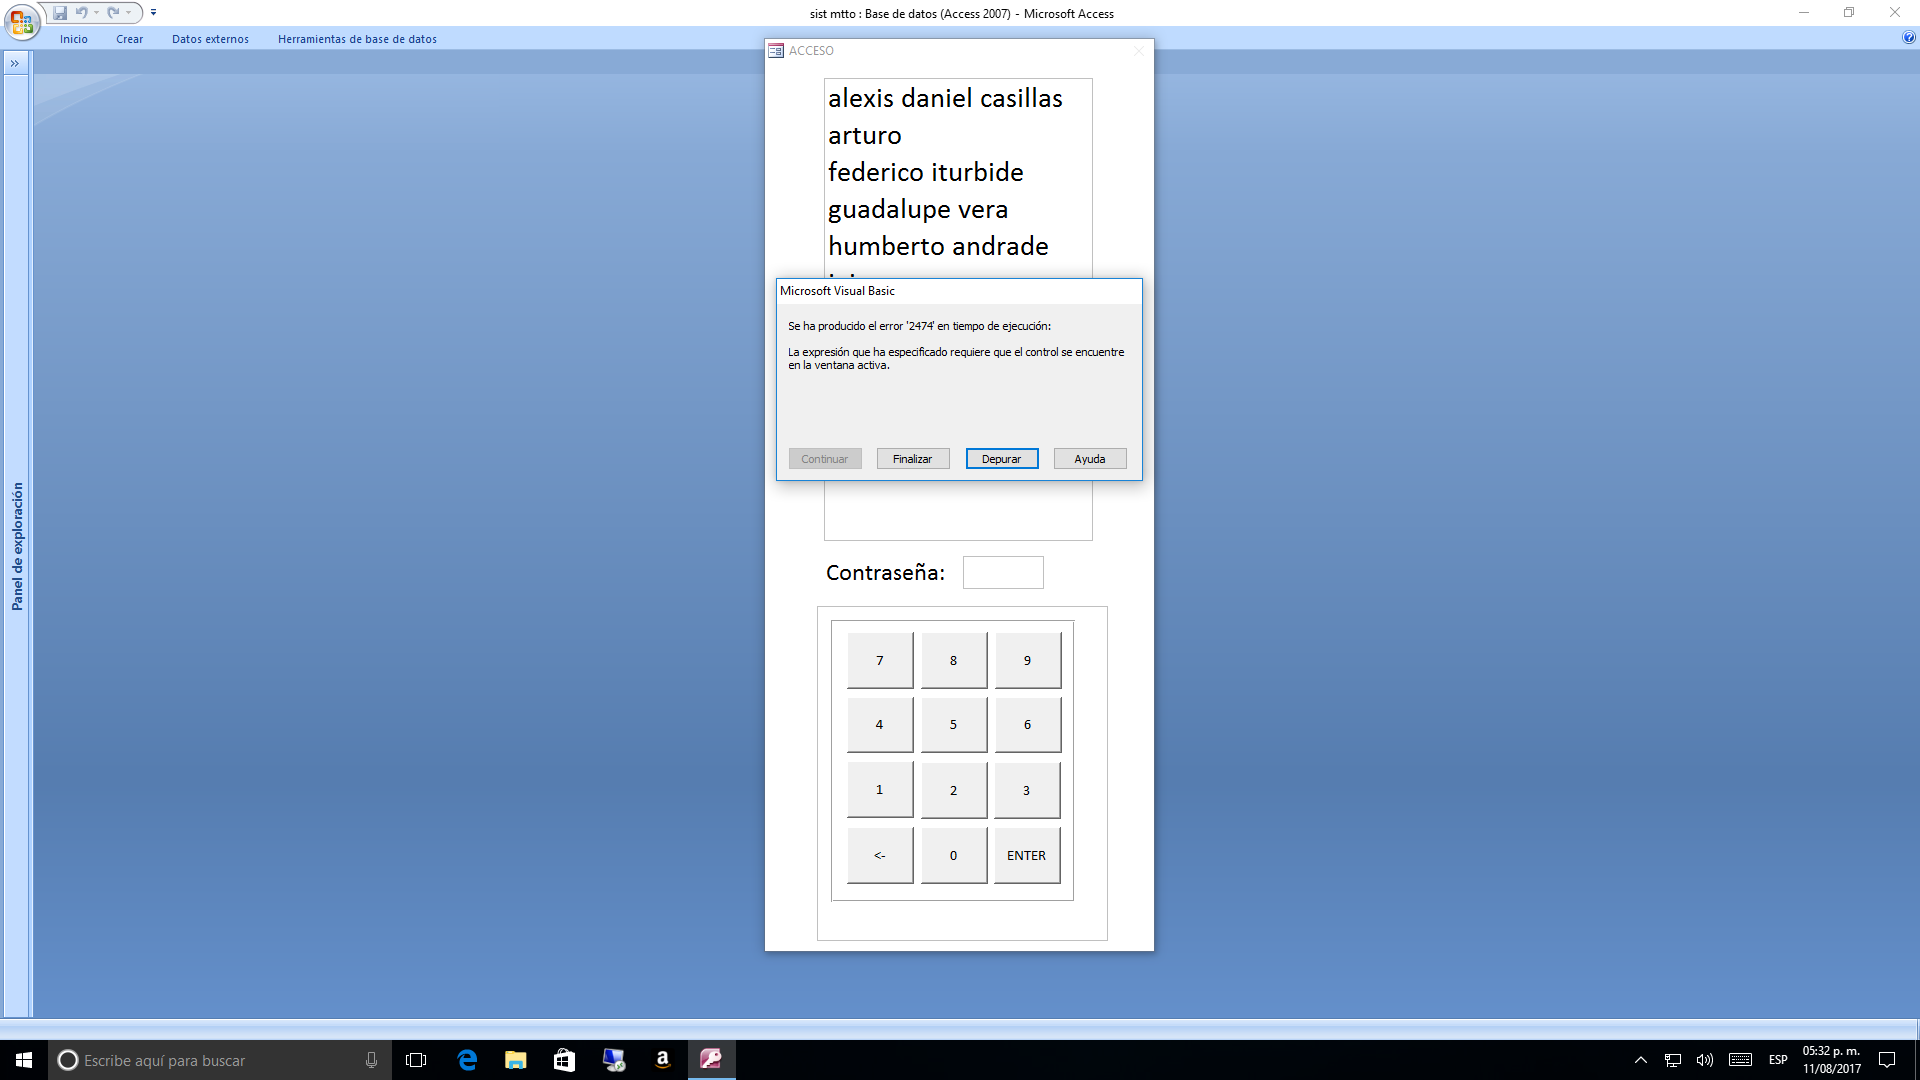 sist mtto : Base de datos (Access 2007) - Microsoft Access
Inicio Crear Datos externos Herramientas de base de datos
»
ACCESO
alexis daniel casillas
arturo
federico iturbide
guadalupe vera
humberto andrade
Microsoft Visual Basic
Se ha producido el error '2474' en tiempo de ejecución:
La expresión que ha especificado requiere que el control se encuentre
en la ventana activa.
Continuar Finalizar Depurar Ayuda
Panel de exploración
Contraseña:
7 8 9
4 5 6
1 2 3
<- 0 ENTER
Escribe aquí para buscar
ESP
05:32 p. m.
11/08/2017